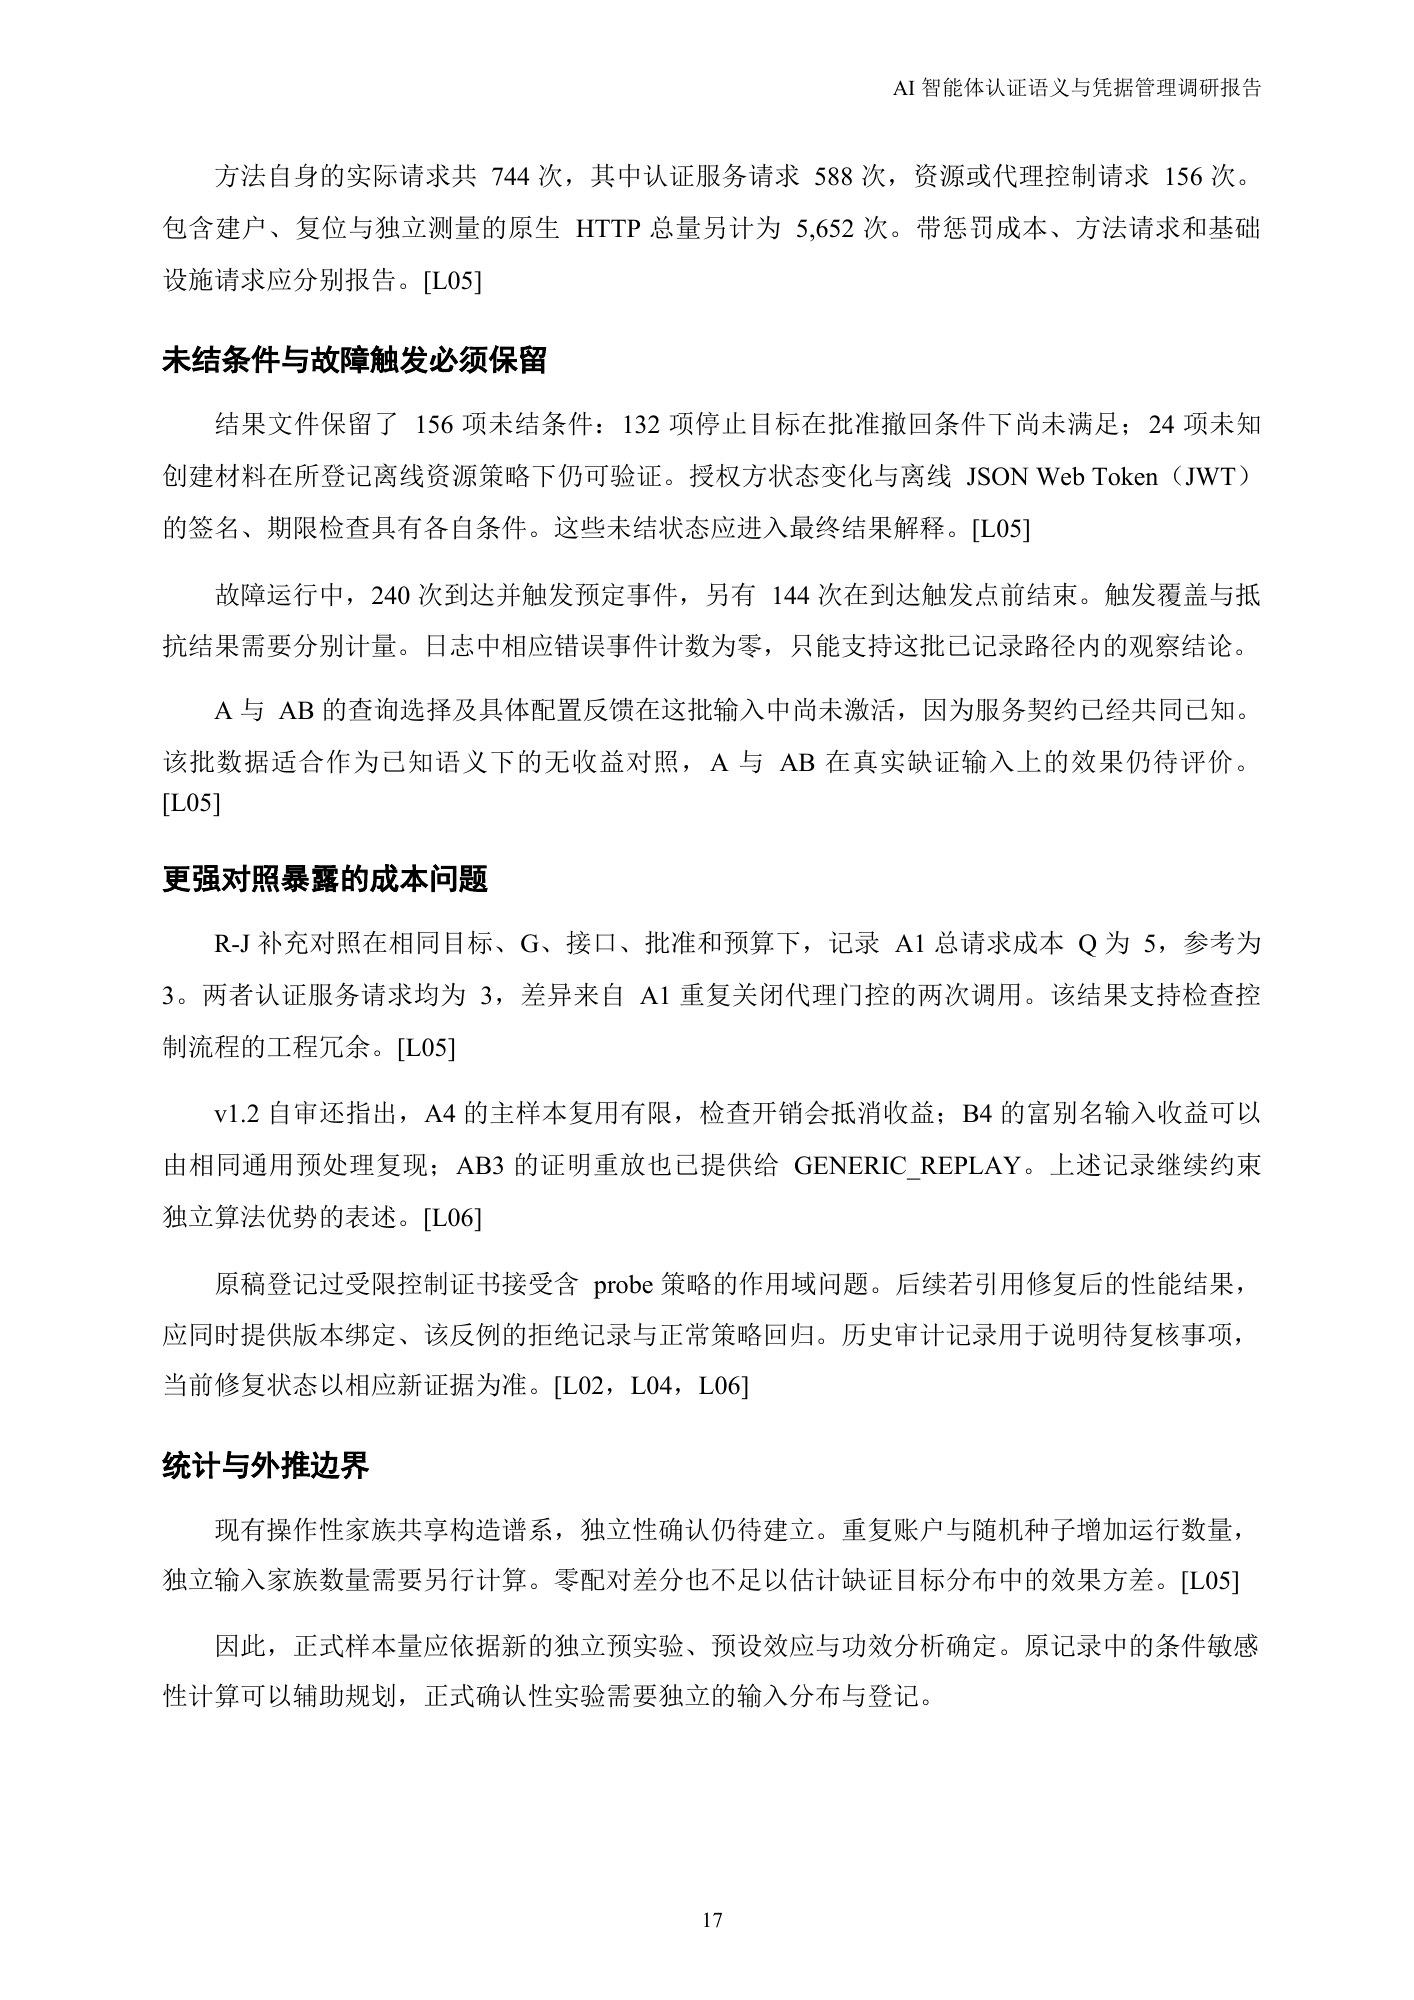 AI 智能体认证语义与凭据管理调研报告
方法自身的实际请求共 744 次，其中认证服务请求 588 次，资源或代理控制请求 156 次。
包含建户、复位与独立测量的原生 HTTP 总量另计为 5,652 次。带惩罚成本、方法请求和基础
设施请求应分别报告。[L05]
未结条件与故障触发必须保留
结果文件保留了 156 项未结条件：132 项停止目标在批准撤回条件下尚未满足；24 项未知
创建材料在所登记离线资源策略下仍可验证。授权方状态变化与离线 JSON Web Token（JWT）
的签名、期限检查具有各自条件。这些未结状态应进入最终结果解释。[L05]
故障运行中，240 次到达并触发预定事件，另有 144 次在到达触发点前结束。触发覆盖与抵
抗结果需要分别计量。日志中相应错误事件计数为零，只能支持这批已记录路径内的观察结论。
A 与 AB 的查询选择及具体配置反馈在这批输入中尚未激活，因为服务契约已经共同已知。
该批数据适合作为已知语义下的无收益对照，A 与 AB 在真实缺证输入上的效果仍待评价。
[L05]
更强对照暴露的成本问题
R-J 补充对照在相同目标、G、接口、批准和预算下，记录 A1 总请求成本 Q 为 5，参考为
3。两者认证服务请求均为 3，差异来自 A1 重复关闭代理门控的两次调用。该结果支持检查控
制流程的工程冗余。[L05]
v1.2 自审还指出，A4 的主样本复用有限，检查开销会抵消收益；B4 的富别名输入收益可以
由相同通用预处理复现；AB3 的证明重放也已提供给 GENERIC_REPLAY。上述记录继续约束
独立算法优势的表述。[L06]
原稿登记过受限控制证书接受含 probe 策略的作用域问题。后续若引用修复后的性能结果，
应同时提供版本绑定、该反例的拒绝记录与正常策略回归。历史审计记录用于说明待复核事项，
当前修复状态以相应新证据为准。[L02，L04，L06]
统计与外推边界
现有操作性家族共享构造谱系，独立性确认仍待建立。重复账户与随机种子增加运行数量，
独立输入家族数量需要另行计算。零配对差分也不足以估计缺证目标分布中的效果方差。[L05]
因此，正式样本量应依据新的独立预实验、预设效应与功效分析确定。原记录中的条件敏感
性计算可以辅助规划，正式确认性实验需要独立的输入分布与登记。
17